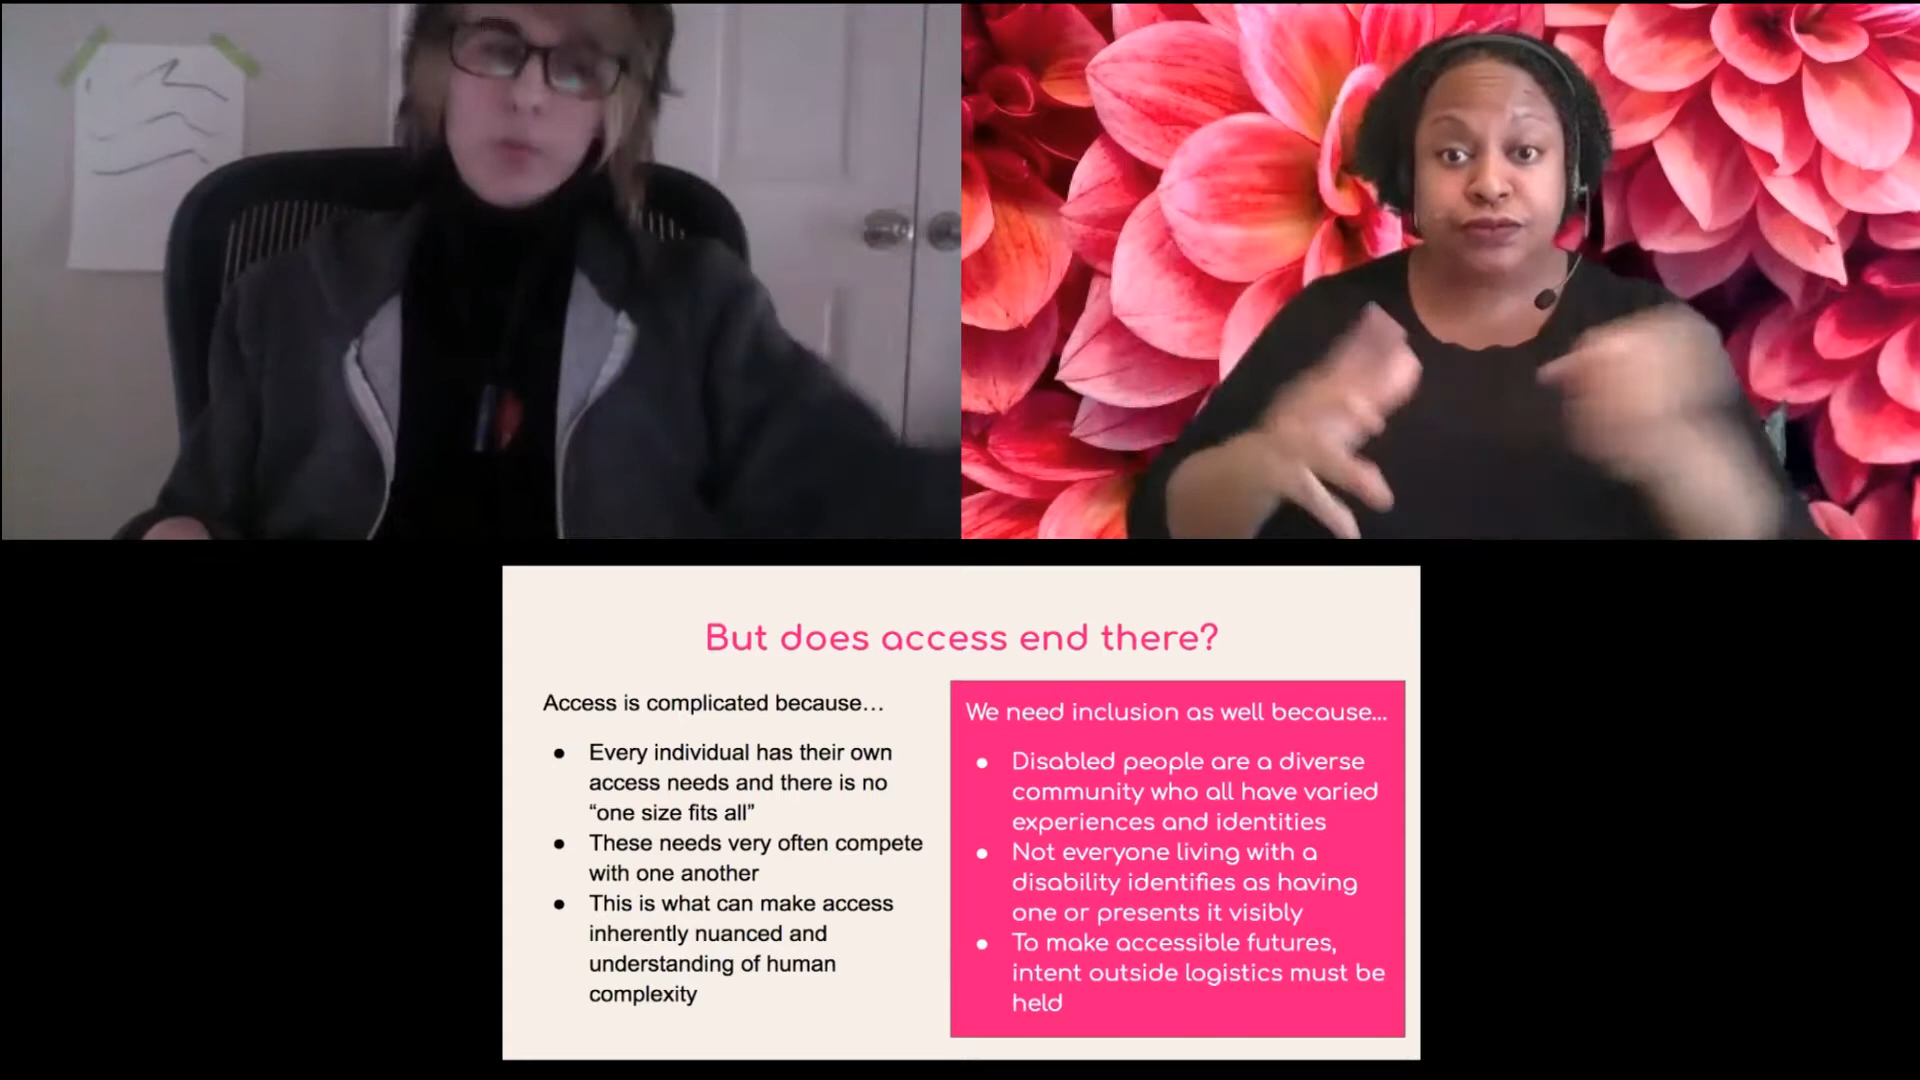 But does access end there?
Access is complicated because…
● Every individual has their own
access needs and there is no
“one size fits all”
● These needs very often compete
with one another
● This is what can make access
inherently nuanced and
understanding of human
complexity
We need inclusion as well because...
● Disabled people are a diverse
community who all have varied
experiences and identities
● Not everyone living with a
disability identifies as having
one or presents it visibly
● To make accessible futures,
intent outside logistics must be
held